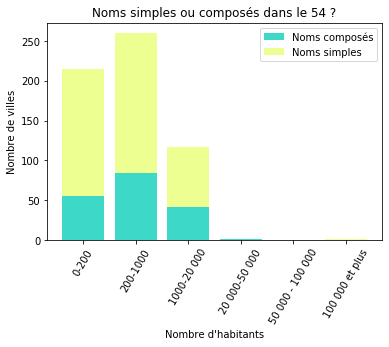 Noms simples ou composés dans le 54 ?
Noms composés
Noms simples
Nombre de villes
250
200
150
100
50
0
0-200
200-1000
1000-20 000
20 000-50 000
50 000 - 100 000
100 000 et plus
Nombre d'habitants